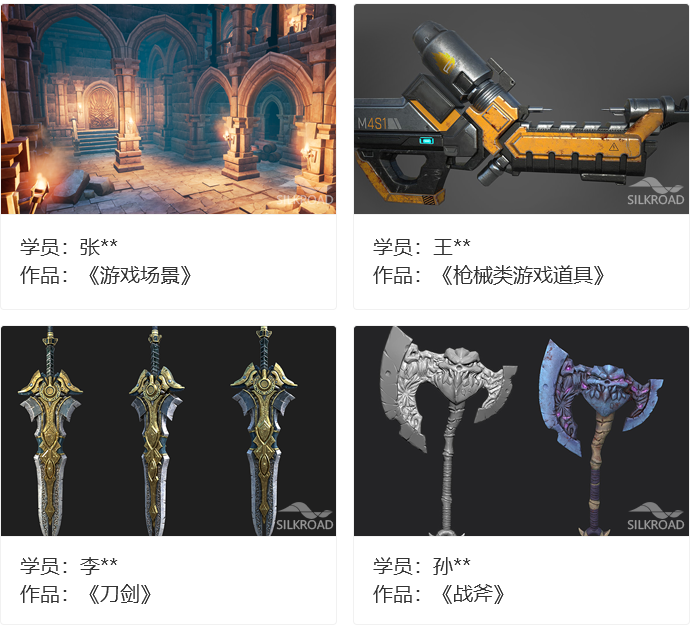 SILKROAD
M4S1
SILKROAD
学员：张**
作品：《游戏场景》
学员：王**
作品：《枪械类游戏道具》
SILKROAD
SILKROAD
学员：李**
作品：《刀剑》
学员：孙**
作品：《战斧》